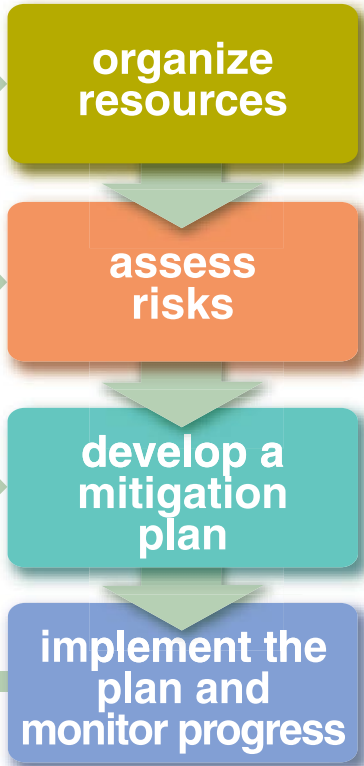 organize
resources
assess
risks
develop a
mitigation
plan
implement the
plan and
monitor progress